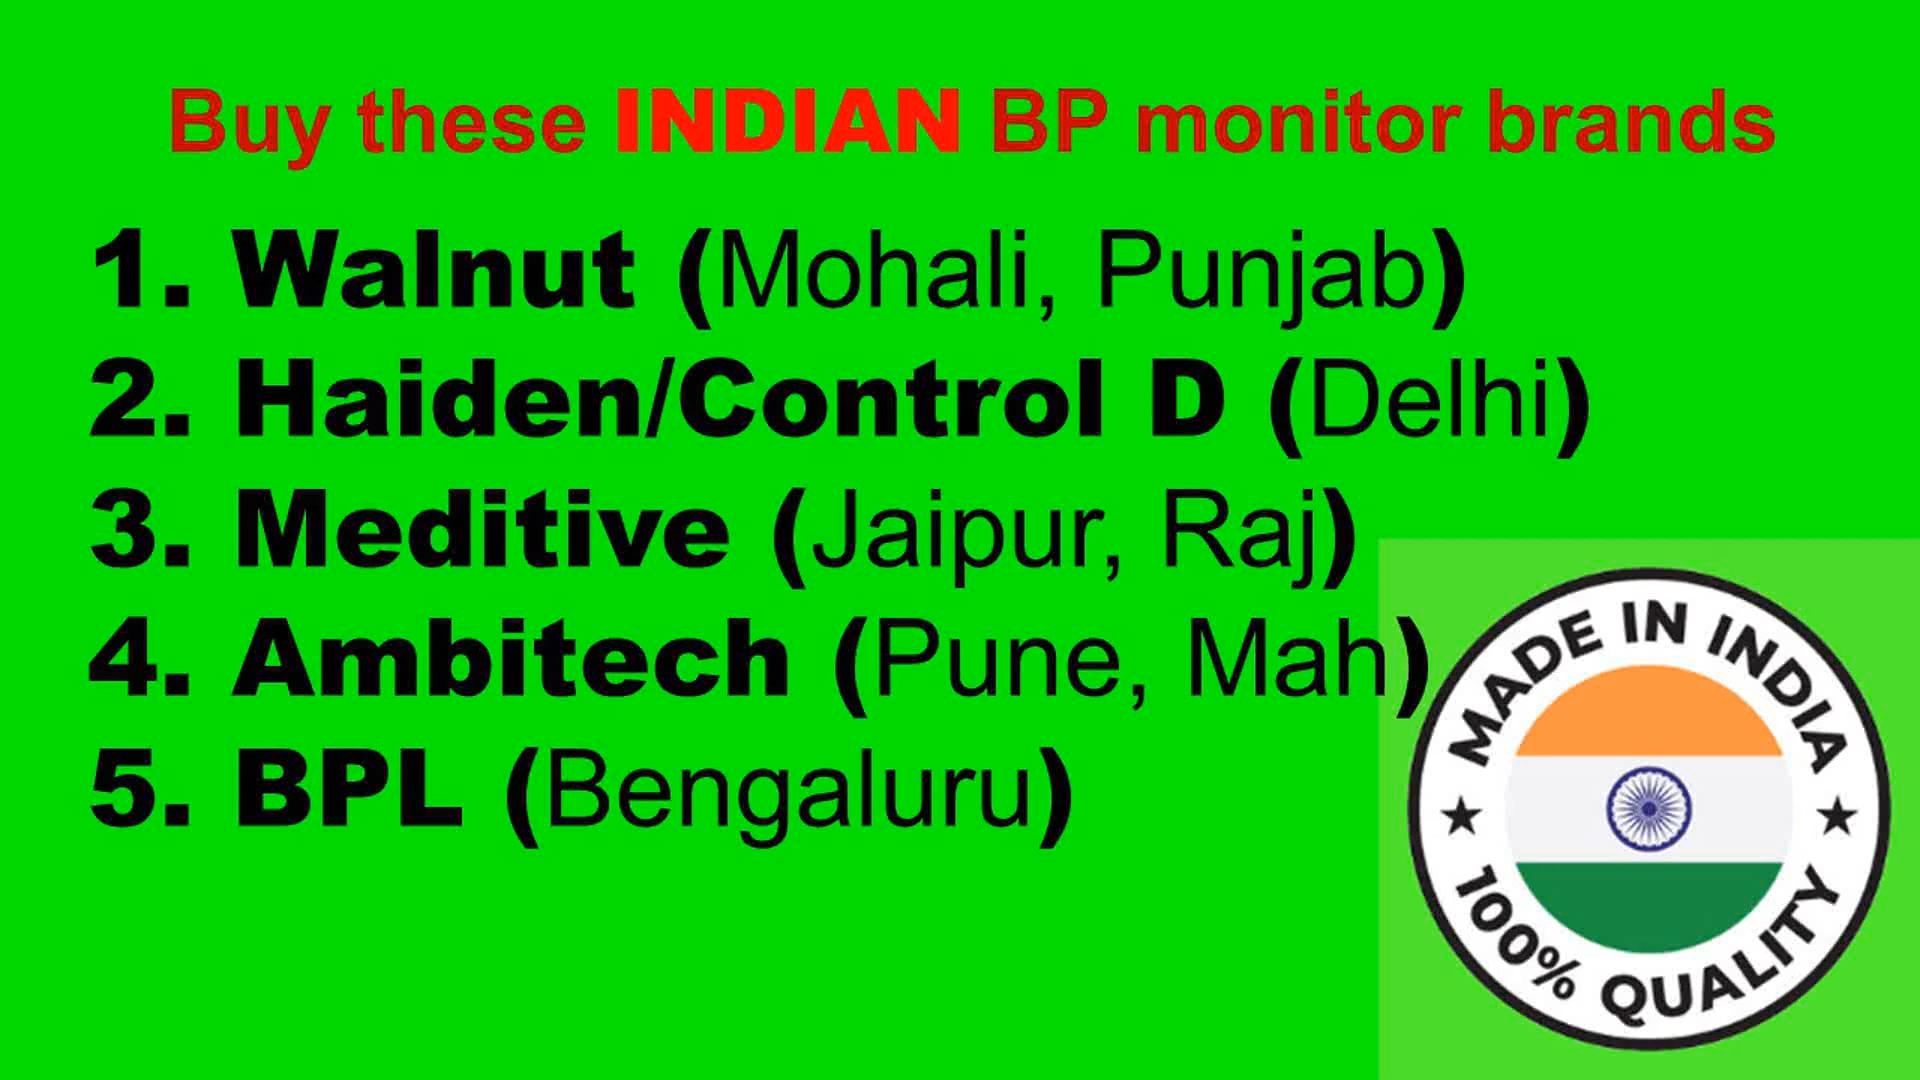 Buy these INDIAN BP monitor brands
1. Walnut (Mohali, Punjab)
2. Haiden/Control D (Delhi)
3. Meditive (Jaipur, Raj)
4. Ambitech (Pune, Mah)
5. BPL (Bengaluru)
MADE IN INDIA
100% QUALITY